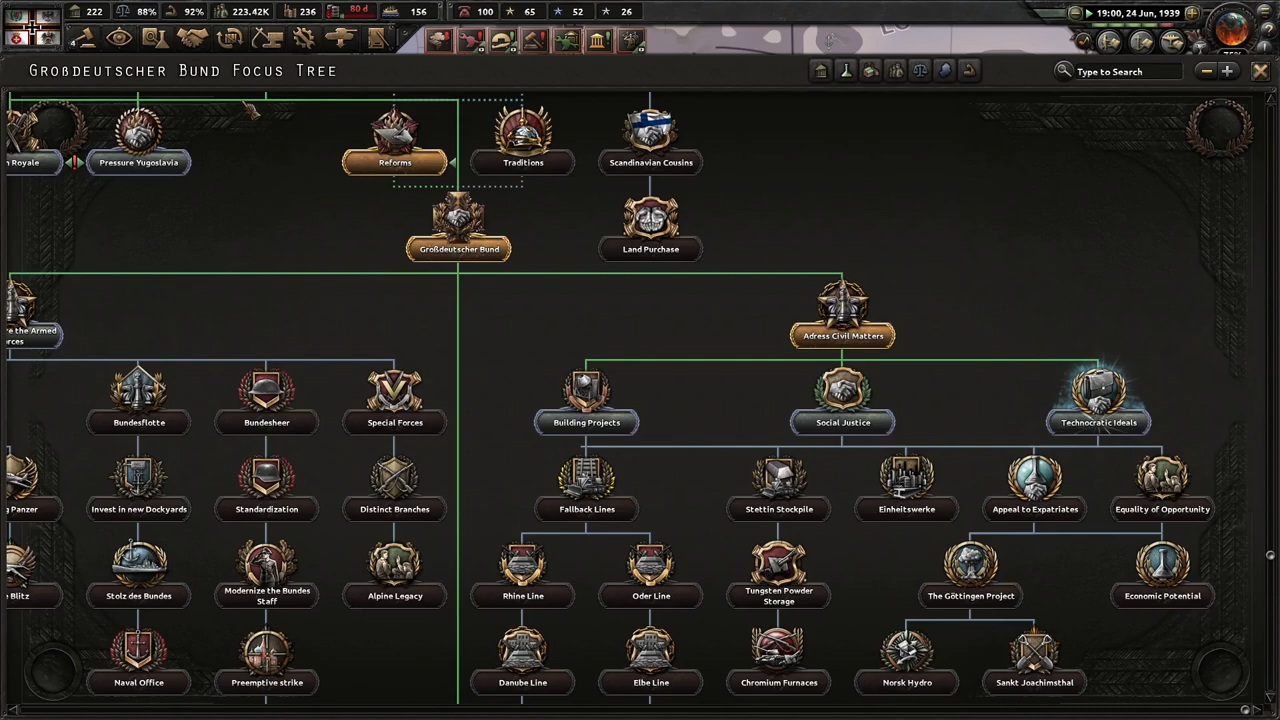 222
88%
92%
223.42K
236
80 d
156
100
65
52
26
19:00, 24 Jun, 1939
4
GROßDEUTSCHER BUND FOCUS TREE
Type to Search
n Royale
Pressure Yugoslavia
Reforms
Traditions
Scandinavian Cousins
Großdeutscher Bund
Land Purchase
e the Armed
orces
Adress Civil Matters
Bundesflotte
Bundesheer
Special Forces
Building Projects
Social Justice
Technocratic Ideals
g Panzer
Invest in new Dockyards
Standardization
Distinct Branches
Fallback Lines
Stettin Stockpile
Einheitswerke
Appeal to Expatriates
Equality of Opportunity
e Blitz
Stolz des Bundes
Modernize the Bundes
Staff
Alpine Legacy
Rhine Line
Oder Line
Tungsten Powder
Storage
The Göttingen Project
Economic Potential
Naval Office
Preemptive strike
Danube Line
Elbe Line
Chromium Furnaces
Norsk Hydro
Sankt Joachimsthal